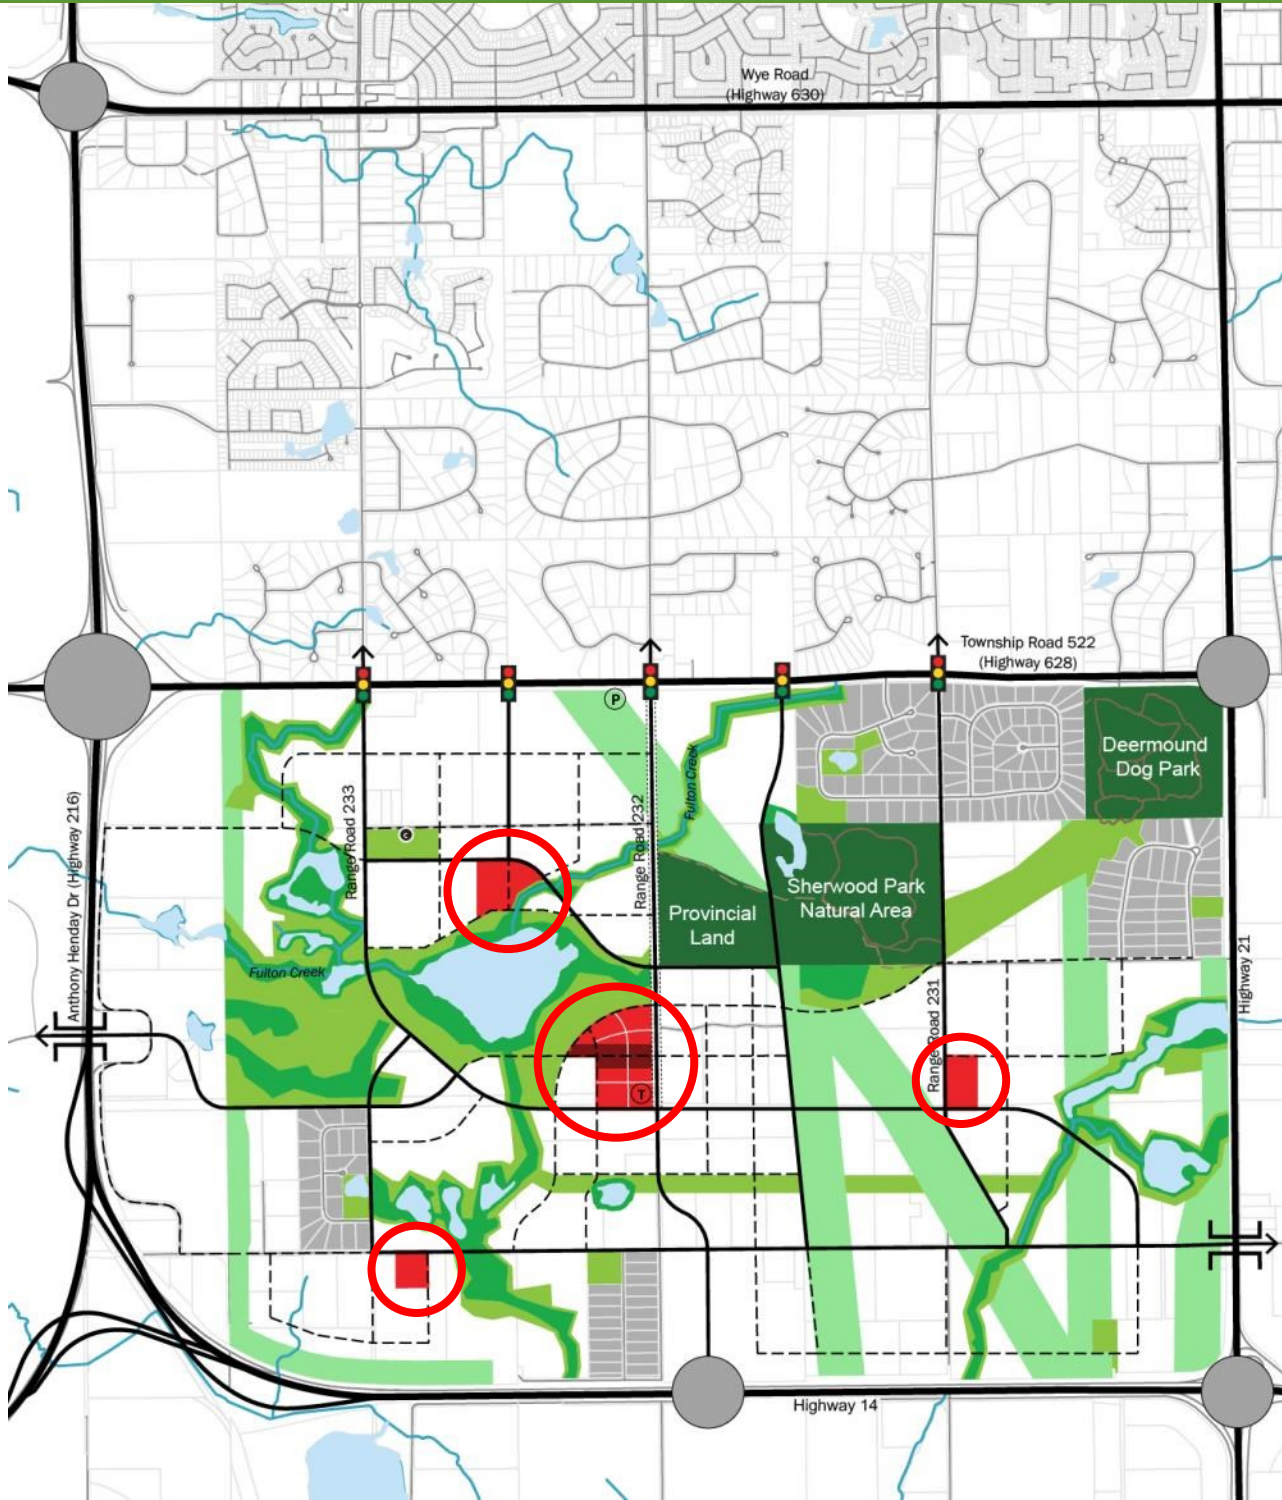 Wye Road
(Highway 630)
Township Road 522
(Highway 628)
P
Deermound
Dog Park
Fulton Creek
Range Road 233
Range Road 232
Anthony Henday Dr (Highway 216)
C
Sherwood Park
Natural Area
Provincial
Land
Fulton Creek
Highway 21
Range Road 231
T
Highway 14